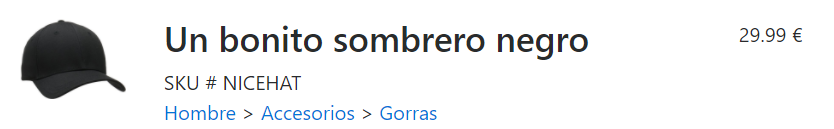 Un bonito sombrero negro
29.99 €
SKU # NICEHAT
Hombre > Accesorios > Gorras